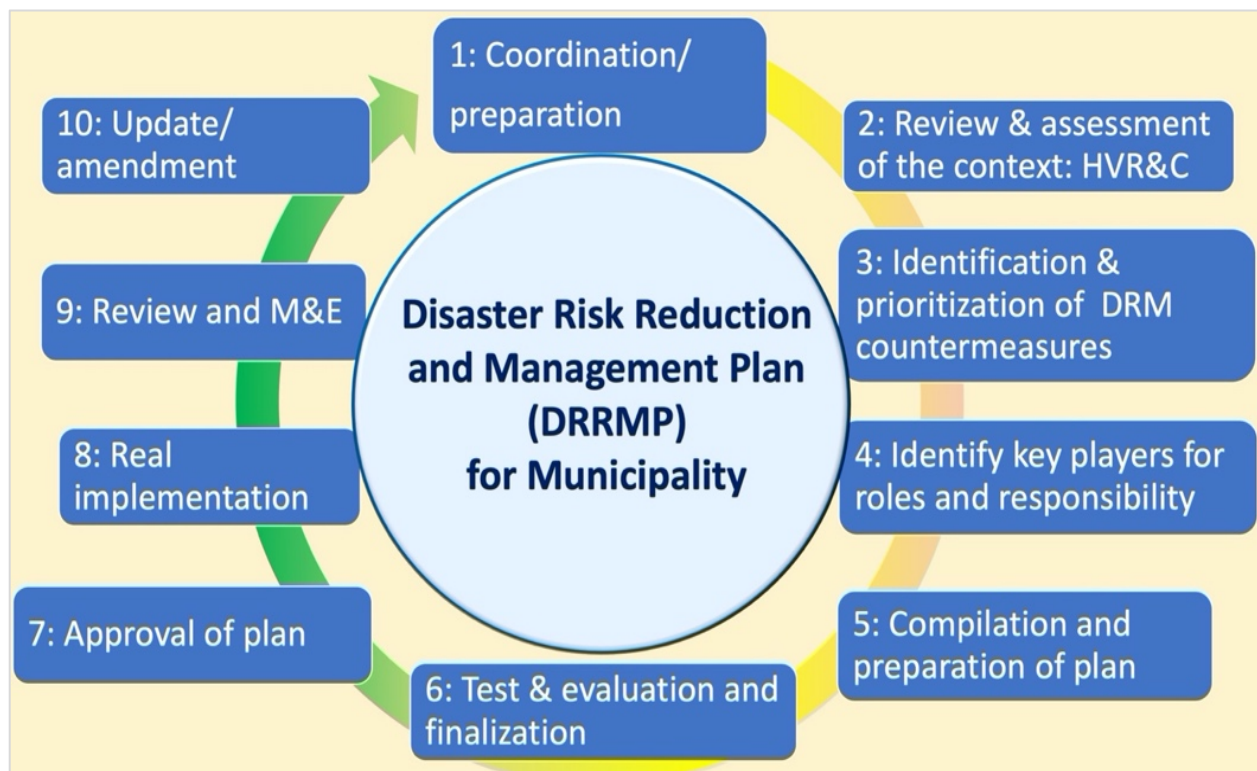 1: Coordination/
preparation
2: Review & assessment
of the context: HVR&C
3: Identification &
prioritization of DRM
countermeasures
4: Identify key players for
roles and responsibility
5: Compilation and
preparation of plan
6: Test & evaluation and
finalization
7: Approval of plan
8: Real
implementation
9: Review and M&E
10: Update/
amendment
Disaster Risk Reduction
and Management Plan
(DRRMP)
for Municipality